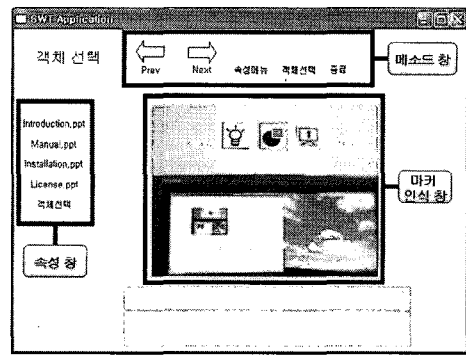 SWT Application
객체 선택
Prev
Next
속성메뉴
객체선택
종료
메소드 창
Introduction.ppt
Manual.ppt
Installation.ppt
License.ppt
객체선택
마커
인식 창
속성 창